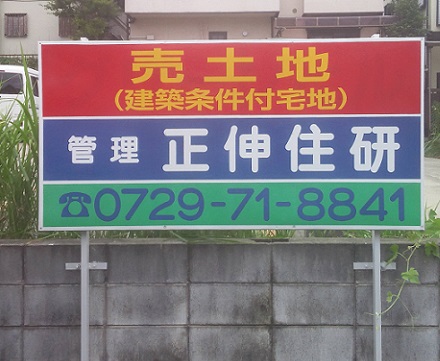 売土地
(建築条件付宅地)
管理 正伸住研
☎0729-71-8841